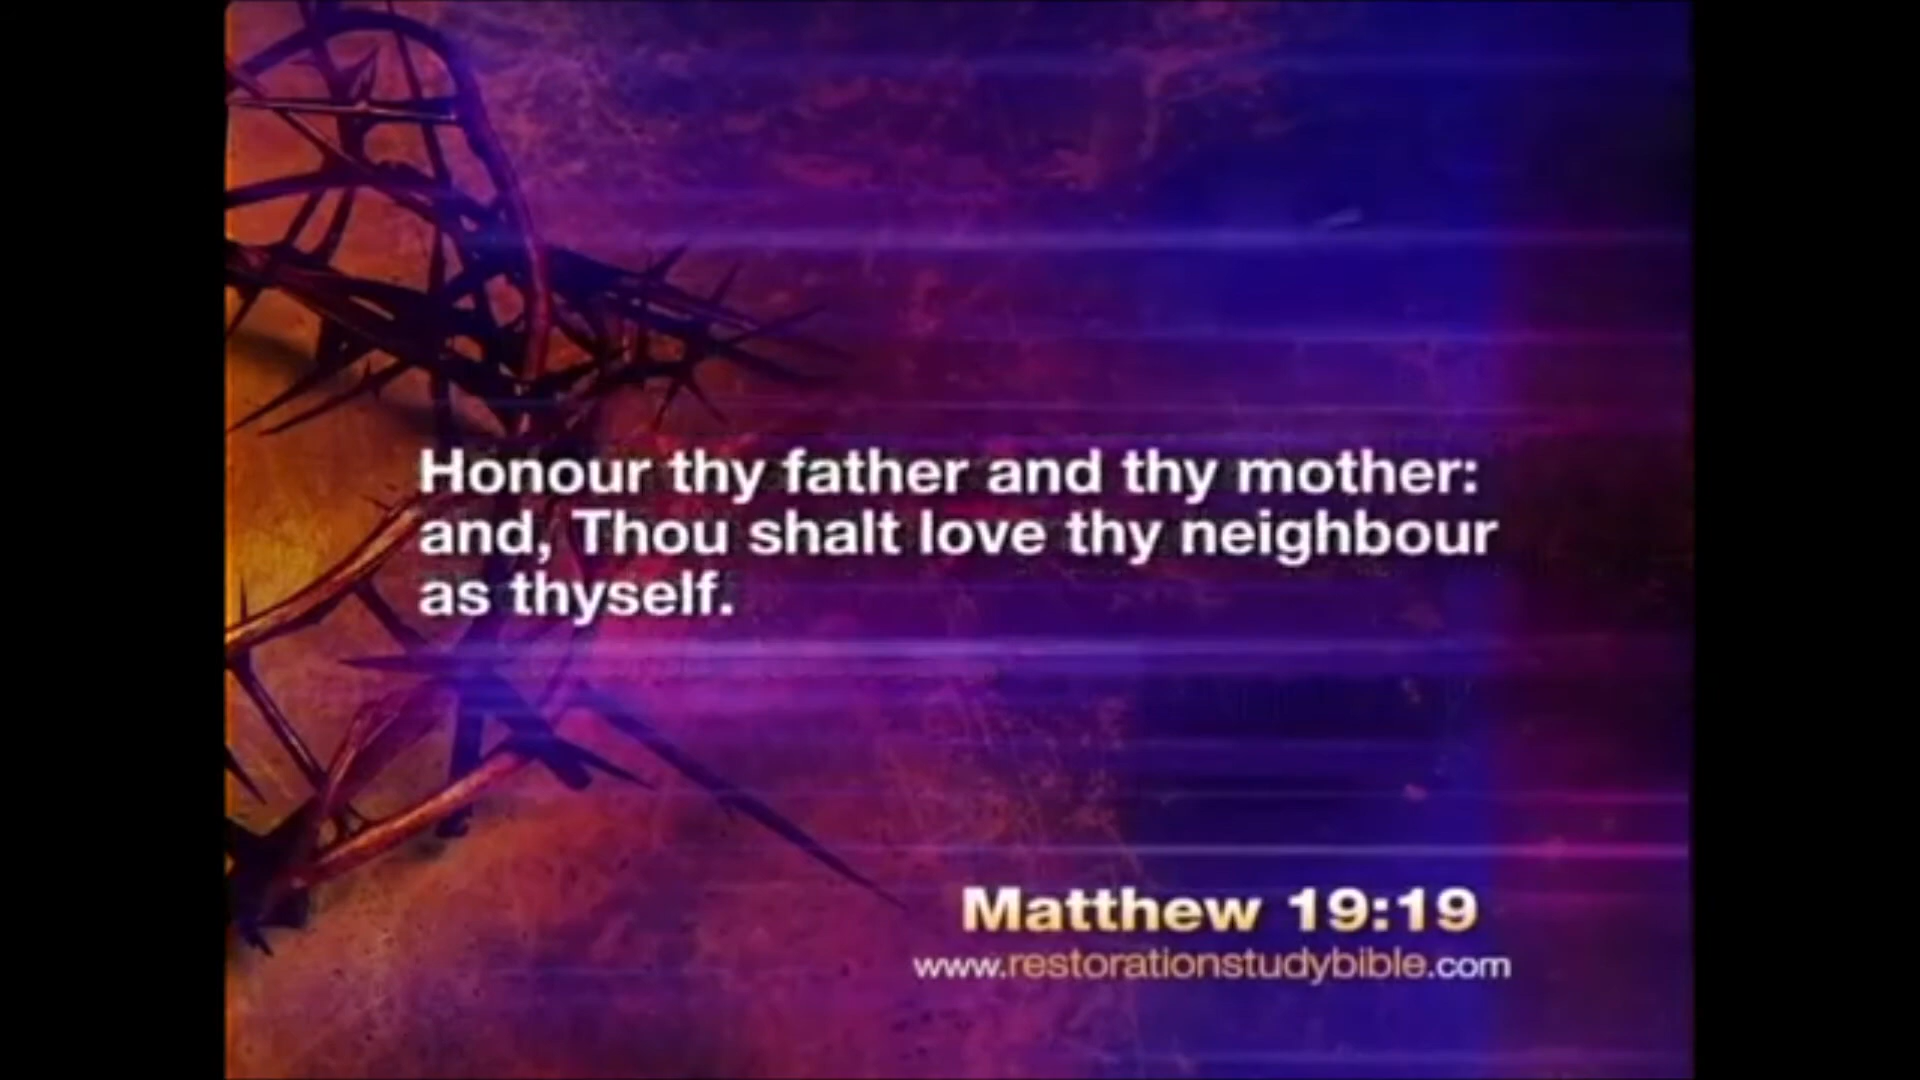 Honour thy father and thy mother:
and, Thou shalt love thy neighbour
as thyself.
Matthew 19:19
www.restorationstudybible.com